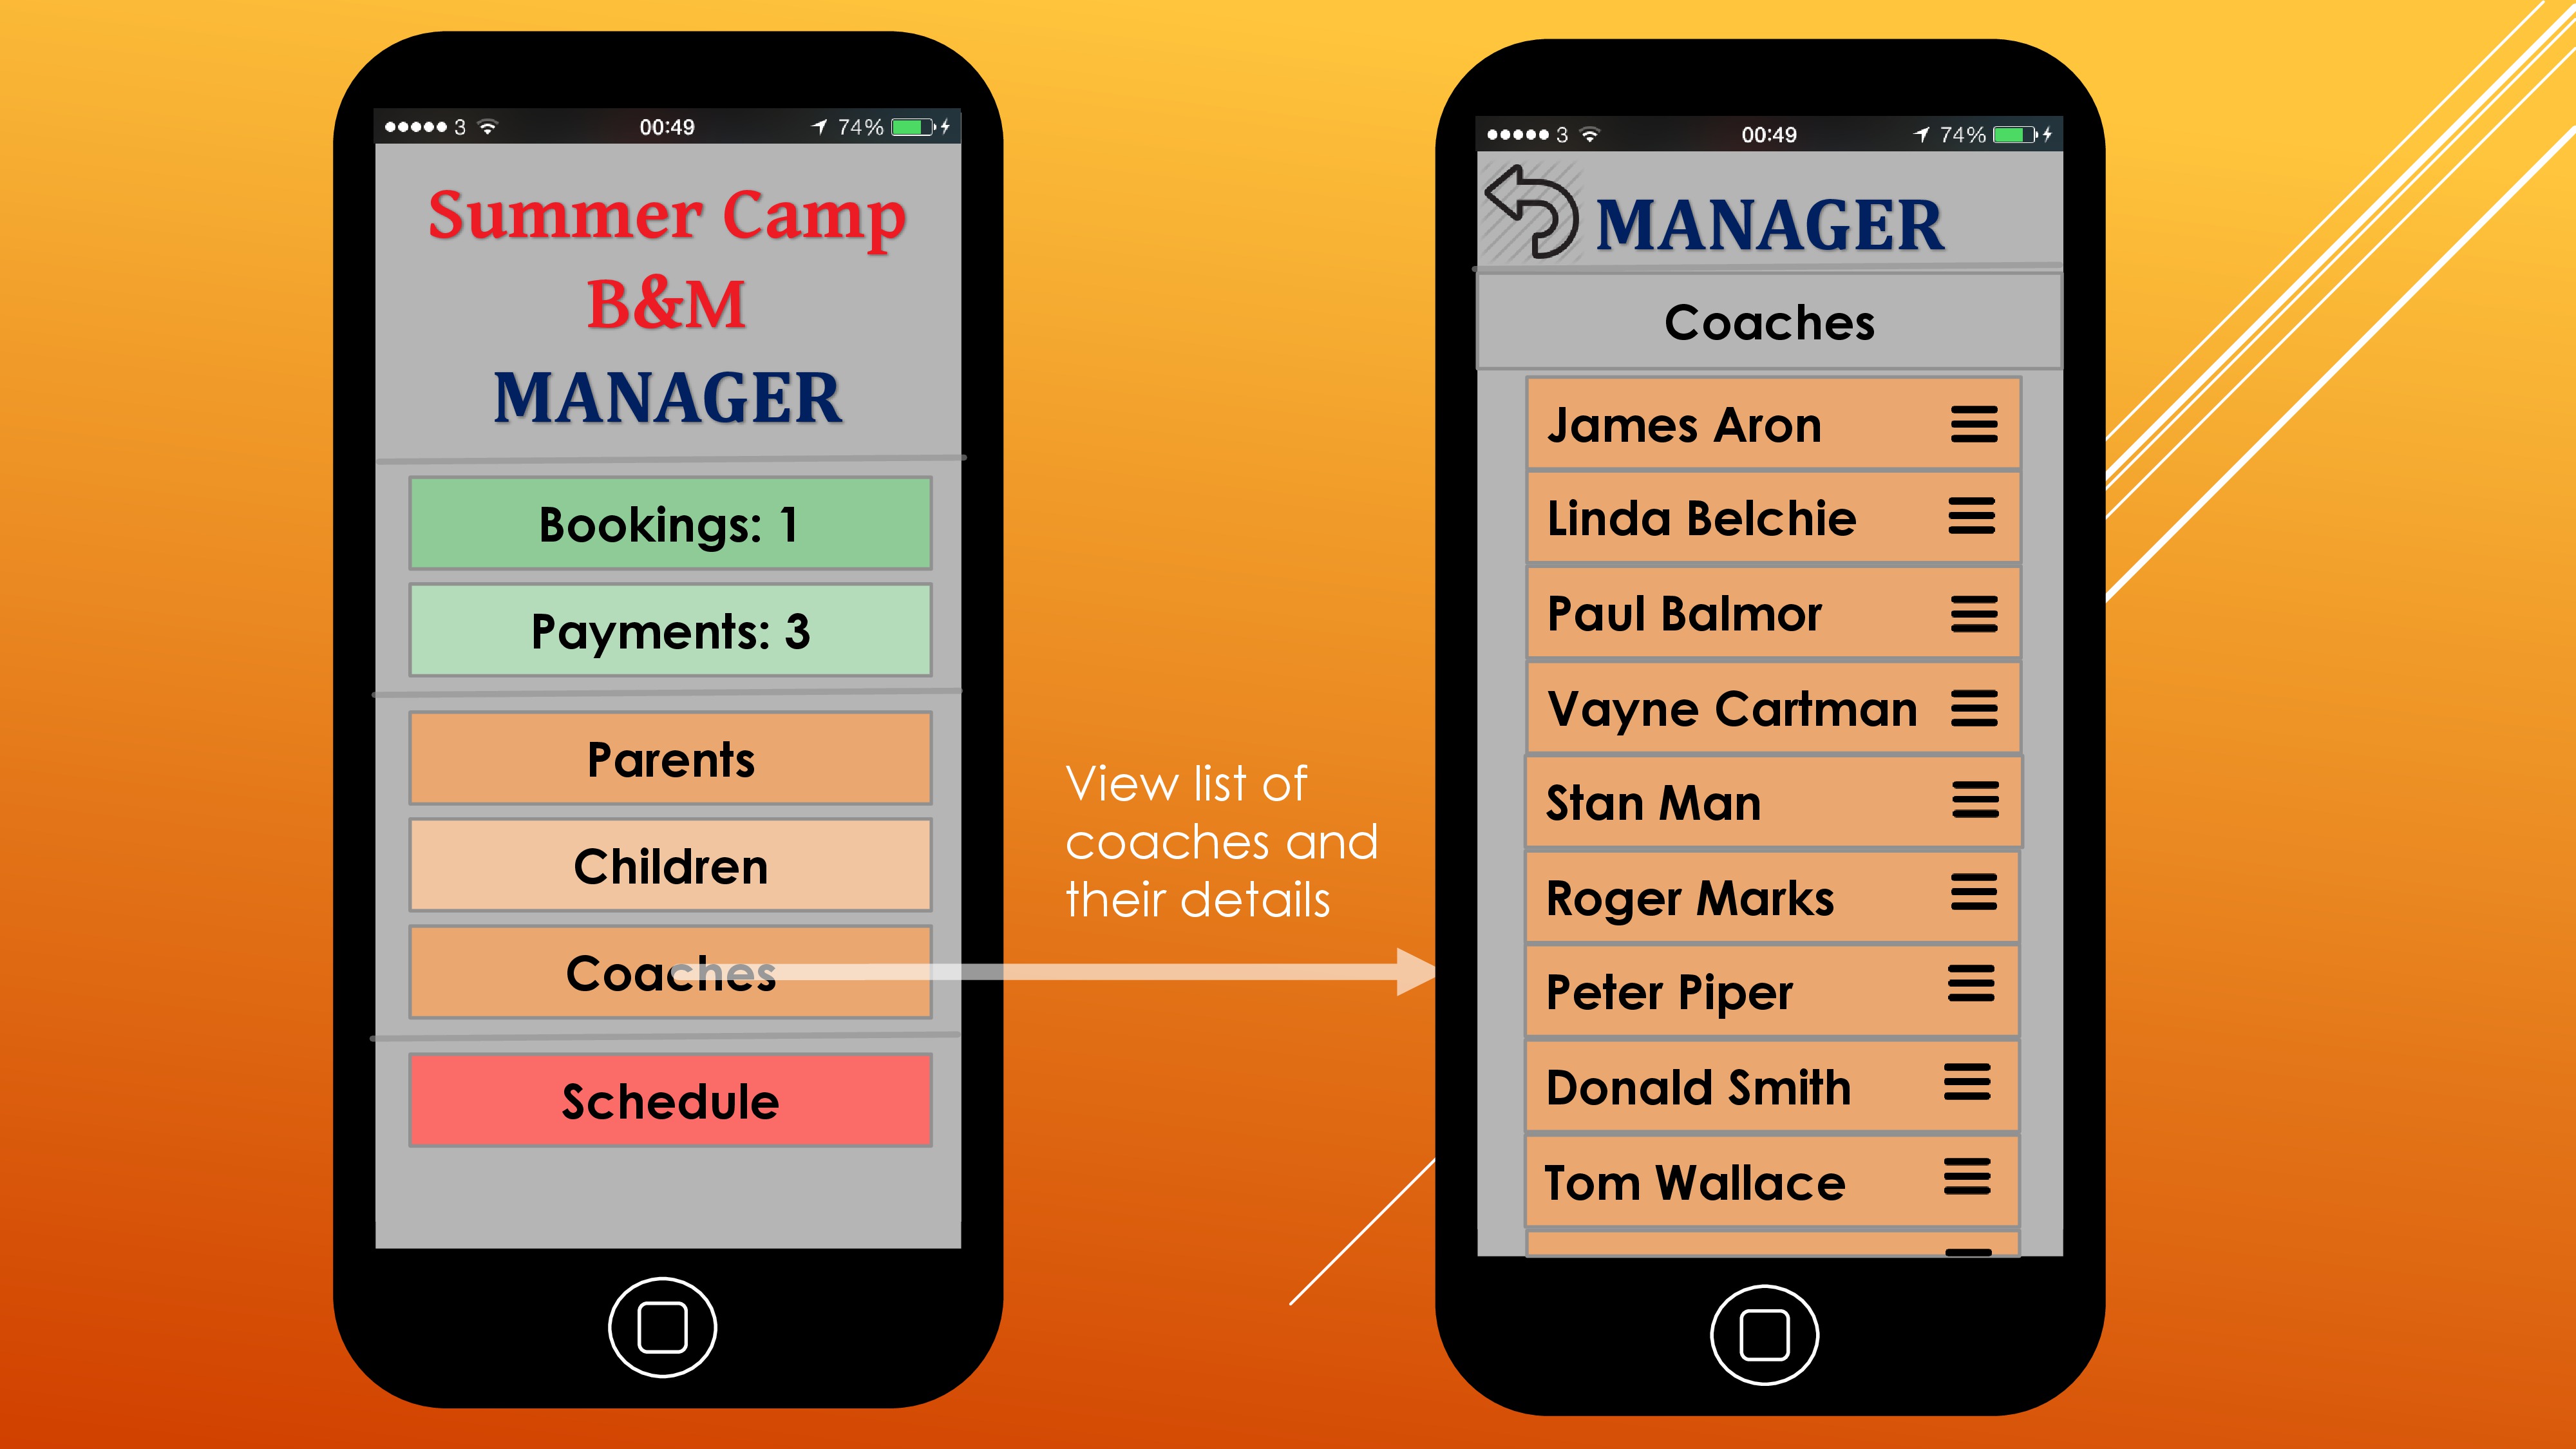 3 00:49 74%
Summer Camp
B&M
MANAGER
Bookings: 1
Payments: 3
Parents
Children
Coaches
Schedule
View list of
coaches and
their details
3 00:49 74%
MANAGER
Coaches
James Aron
Linda Belchie
Paul Balmor
Vayne Cartman
Stan Man
Roger Marks
Peter Piper
Donald Smith
Tom Wallace